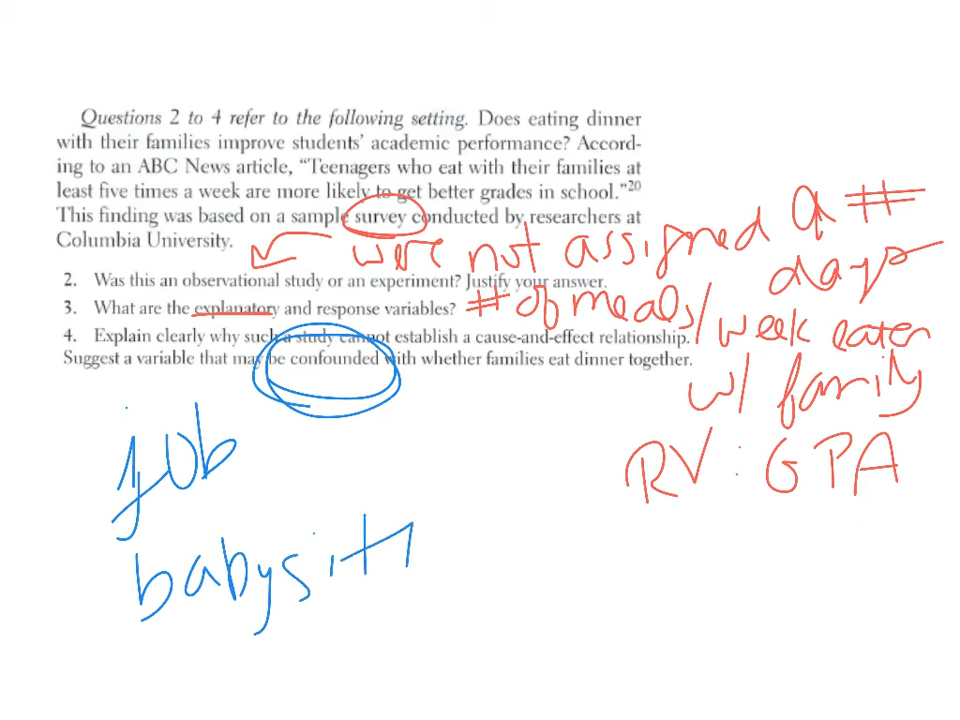 Questions 2 to 4 refer to the following setting. Does eating dinner
with their families improve students' academic performance? Accord-
ing to an ABC News article, "Teenagers who eat with their families at
least five times a week are more likely to get better grades in school."20
This finding was based on a sample survey conducted by researchers at
Columbia University.
were not assigned a #
days
2. Was this an observational study or an experiment? Justify your answer.
3. What are the explanatory and response variables?
# of meals/
week eaten
w/ family
RV: GPA
4. Explain clearly why such a study cannot establish a cause-and-effect relationship.
Suggest a variable that may be confounded with whether families eat dinner together.
job
babysitt